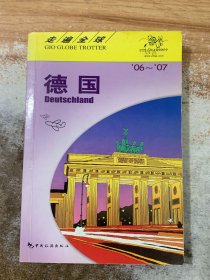 走遍全球
GIO GLOBE TROTTER
'06～'07
德国
Deutschland
中国旅游出版社